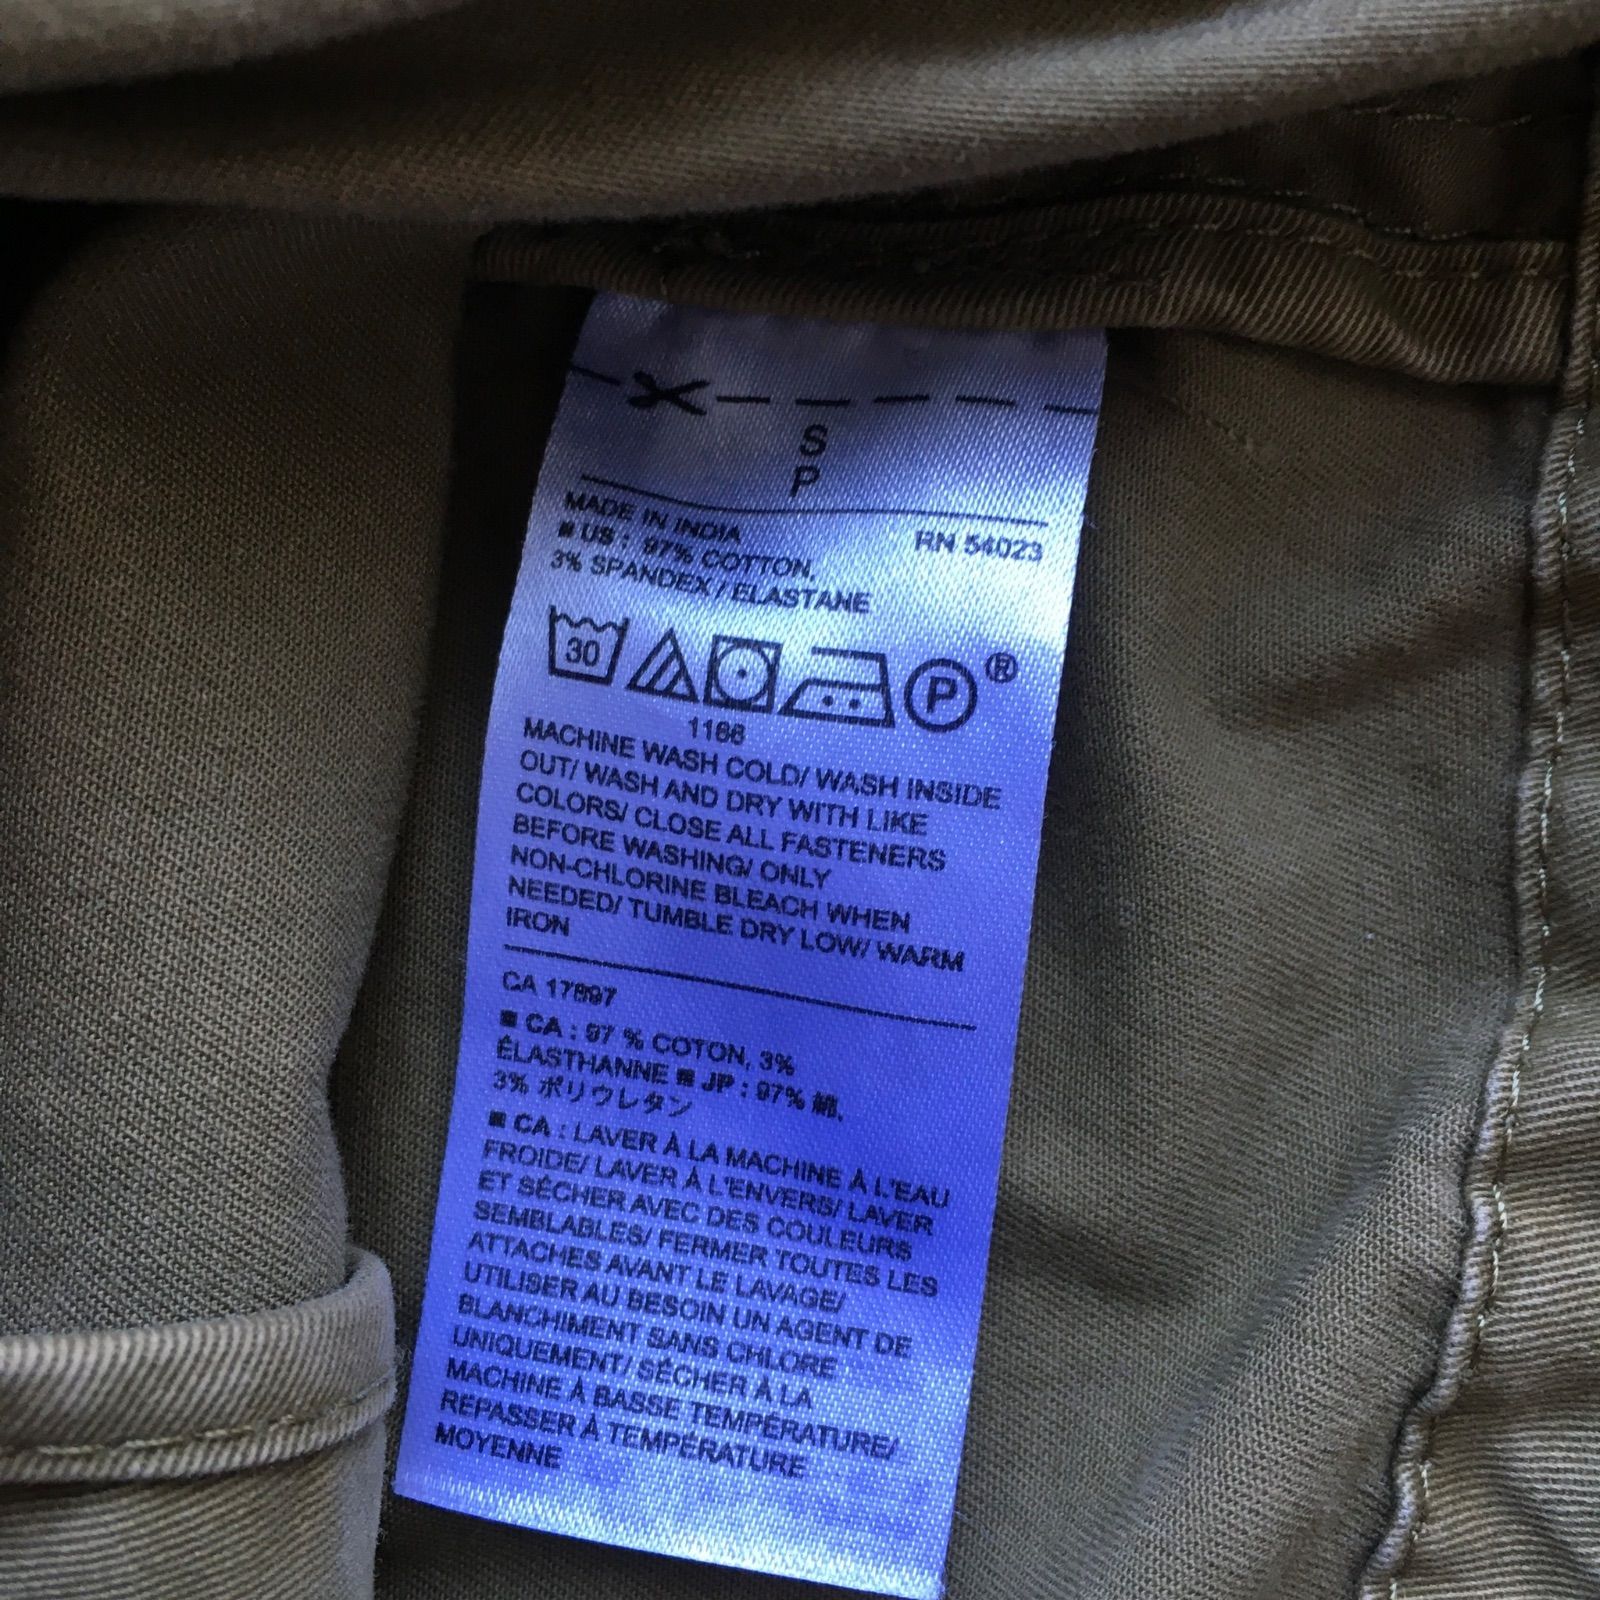 S
P
MADE IN INDIA
RN 54023
■ US : 97% COTTON,
3% SPANDEX / ELASTANE
30
P ®
1166
MACHINE WASH COLD/ WASH INSIDE
OUT/ WASH AND DRY WITH LIKE
COLORS/ CLOSE ALL FASTENERS
BEFORE WASHING/ ONLY
NON-CHLORINE BLEACH WHEN
NEEDED/ TUMBLE DRY LOW/ WARM
IRON
CA 17897
■ CA : 97 % COTON, 3%
ÉLASTHANNE ■ JP : 97% 綿,
3% ポリウレタン
■ CA : LAVER À LA MACHINE À L'EAU
FROIDE/ LAVER À L'ENVERS/ LAVER
ET SÉCHER AVEC DES COULEURS
SEMBLABLES/ FERMER TOUTES LES
ATTACHES AVANT LE LAVAGE/
UTILISER AU BESOIN UN AGENT DE
BLANCHIMENT SANS CHLORE
UNIQUEMENT/ SÉCHER À LA
MACHINE À BASSE TEMPÉRATURE/
REPASSER À TEMPÉRATURE
MOYENNE